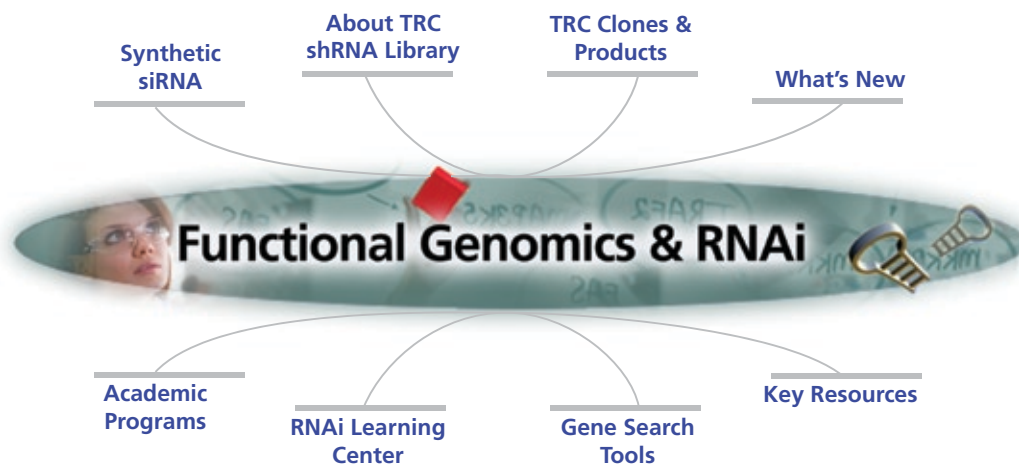 Synthetic
siRNA
About TRC
shRNA Library
TRC Clones &
Products
What's New
Functional Genomics & RNAi
Academic
Programs
RNAi Learning
Center
Gene Search
Tools
Key Resources